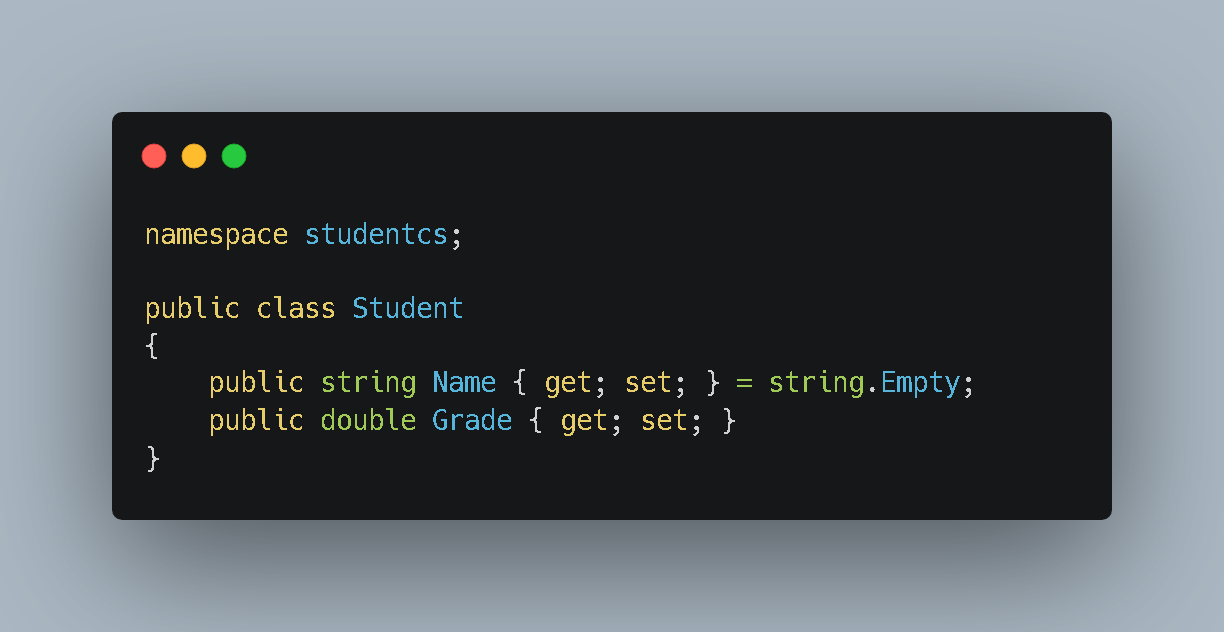 namespace studentcs;
public class Student
{
    public string Name { get; set; } = string.Empty;
    public double Grade { get; set; }
}